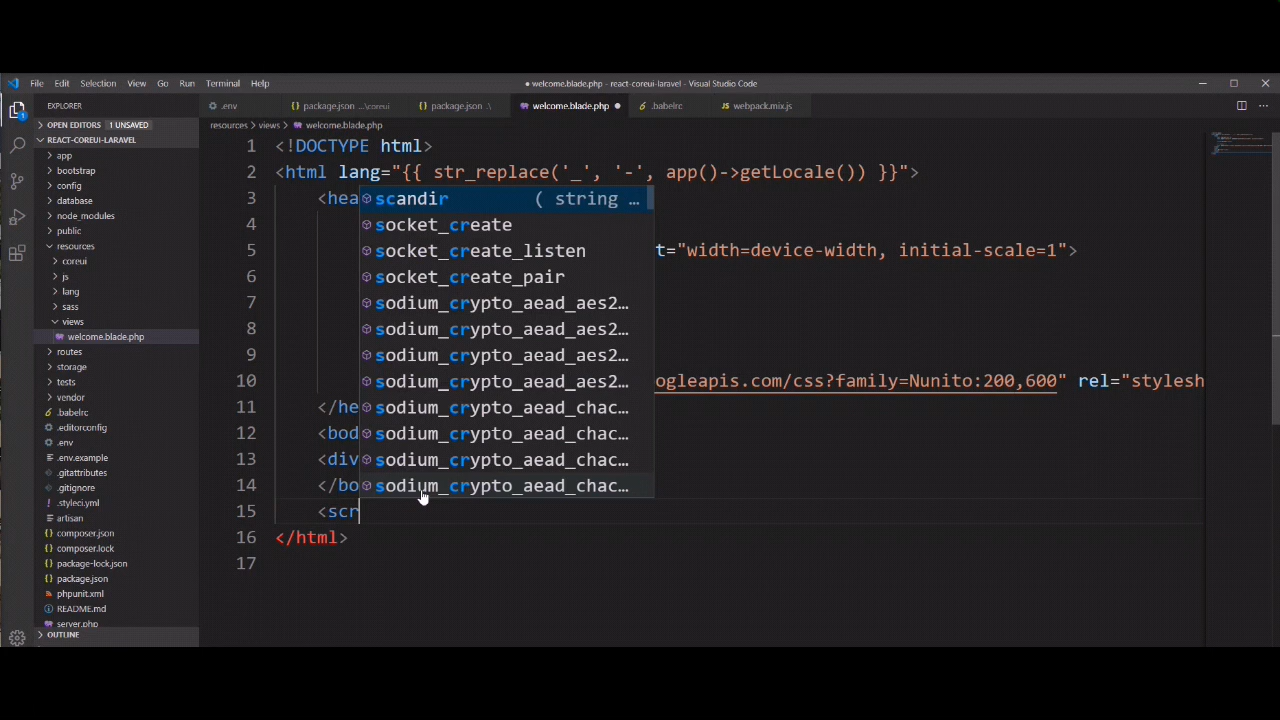 File Edit Selection View Go Run Terminal Help
● welcome.blade.php - react-coreui-laravel - Visual Studio Code
EXPLORER
.env
package.json ...\coreui
package.json .\
welcome.blade.php
.babelrc
webpack.mix.js
OPEN EDITORS 1 UNSAVED
REACT-COREUI-LARAVEL
app
bootstrap
config
database
node_modules
public
resources
coreui
js
lang
sass
views
welcome.blade.php
routes
storage
tests
vendor
.babelrc
.editorconfig
.env
.env.example
.gitattributes
.gitignore
.styleci.yml
artisan
composer.json
composer.lock
package-lock.json
package.json
phpunit.xml
README.md
server.php
OUTLINE
resources > views > welcome.blade.php
1 <!DOCTYPE html>
2 <html lang="{{ str_replace('_', '-', app()->getLocale()) }}">
3 <hea
4
5 t="width=device-width, initial-scale=1">
6
7
8
9
10 ogleapis.com/css?family=Nunito:200,600" rel="stylesh
11 </he
12 <bod
13 <div
14 </bo
15 <scr
16 </html>
17
scandir ( string …
socket_create
socket_create_listen
socket_create_pair
sodium_crypto_aead_aes2…
sodium_crypto_aead_aes2…
sodium_crypto_aead_aes2…
sodium_crypto_aead_aes2…
sodium_crypto_aead_chac…
sodium_crypto_aead_chac…
sodium_crypto_aead_chac…
sodium_crypto_aead_chac…